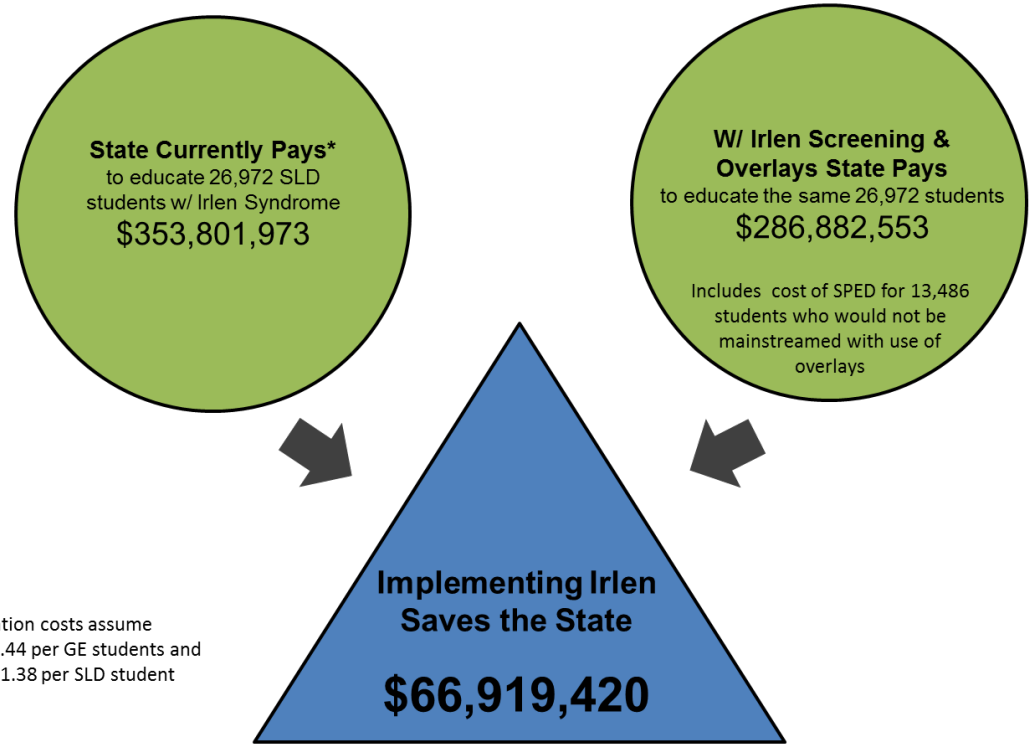 State Currently Pays*
to educate 26,972 SLD
students w/ Irlen Syndrome
$353,801,973
W/ Irlen Screening &
Overlays State Pays
to educate the same 26,972 students
$286,882,553
Includes cost of SPED for 13,486
students who would not be
mainstreamed with use of
overlays
Implementing Irlen
Saves the State
$66,919,420
costs assume
.44 per GE students and
1.38 per SLD student